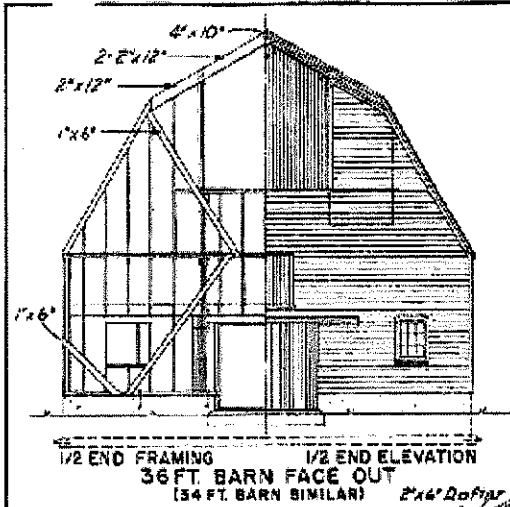 4"x10"
2-2"x12"
2"x12"
1"x6"
1"x6"
1/2 END FRAMING 1/2 END ELEVATION
36 FT. BARN FACE OUT
(34 FT. BARN SIMILAR)
2"x6" Rafter